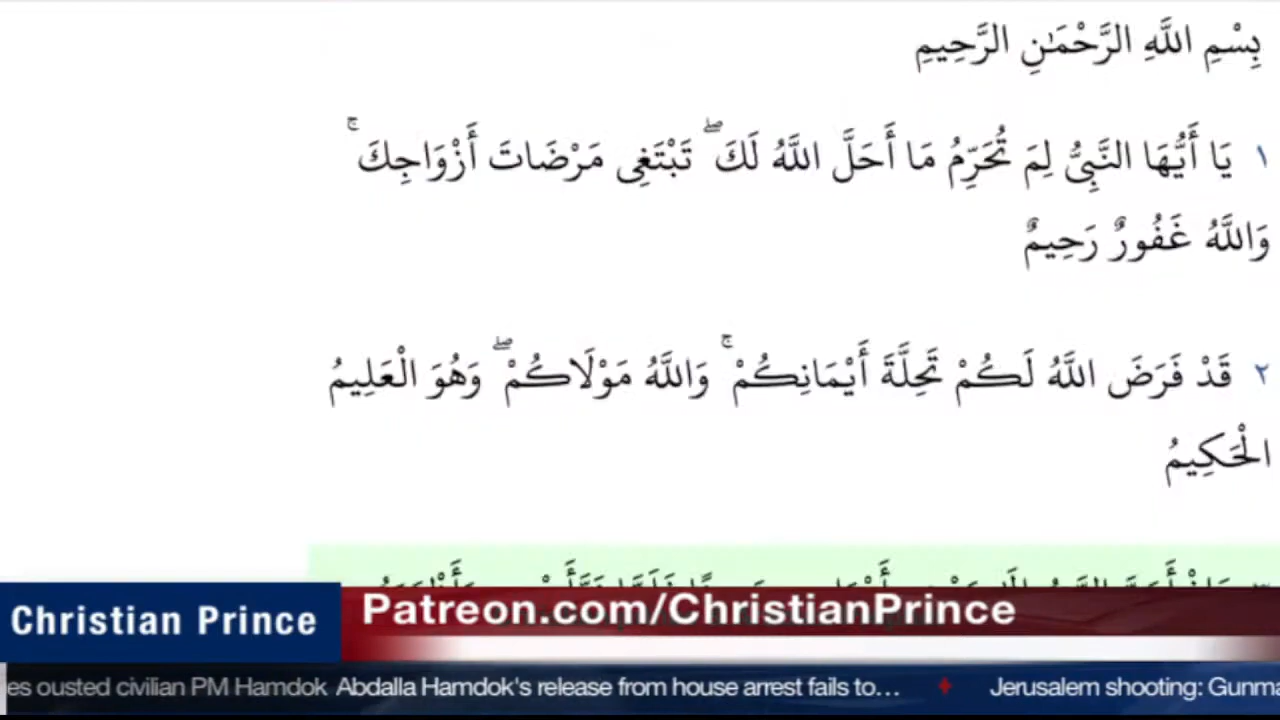 بِسْمِ اللَّهِ الرَّحْمَٰنِ الرَّحِيمِ
١ يَا أَيُّهَا النَّبِىُّ لِمَ تُحَرِّمُ مَا أَحَلَّ اللَّهُ لَكَ ۖ تَبْتَغِى مَرْضَاتَ أَزْوَاجِكَ ۚ
وَاللَّهُ غَفُورٌ رَحِيمٌ
٢ قَدْ فَرَضَ اللَّهُ لَكُمْ تَحِلَّةَ أَيْمَانِكُمْ ۚ وَاللَّهُ مَوْلَاكُمْ ۖ وَهُوَ الْعَلِيمُ
الْحَكِيمُ
Christian Prince
Patreon.com/ChristianPrince
es ousted civilian PM Hamdok Abdalla Hamdok's release from house arrest fails to... Jerusalem shooting: Gunma